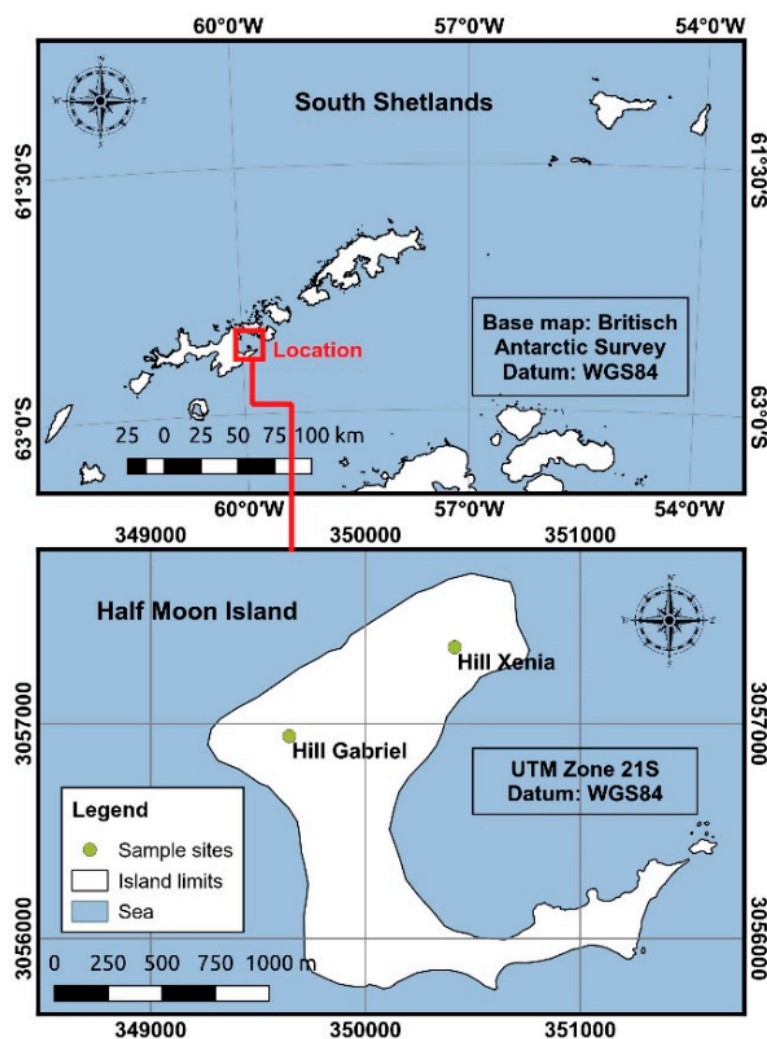 60°0'W 57°0'W 54°0'W
South Shetlands
61°30'S
61°30'S
Base map: Britisch
Antarctic Survey
Datum: WGS84
Location
63°0'S
63°0'S
25 0 25 50 75 100 km
60°0'W 57°0'W 54°0'W
349000 350000 351000
Half Moon Island
Hill Xenia
3057000
3057000
Hill Gabriel
UTM Zone 21S
Datum: WGS84
Legend
Sample sites
Island limits
Sea
3056000
3056000
0 250 500 750 1000 m
349000 350000 351000